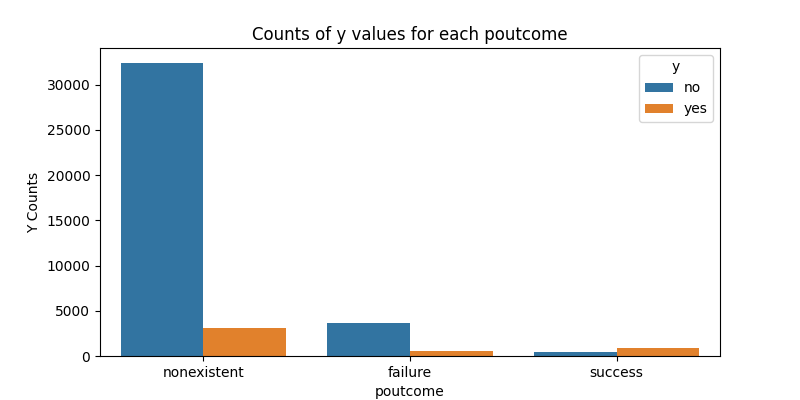 Counts of y values for each poutcome
y
no
yes
30000
25000
20000
15000
10000
5000
0
Y Counts
nonexistent
failure
success
poutcome